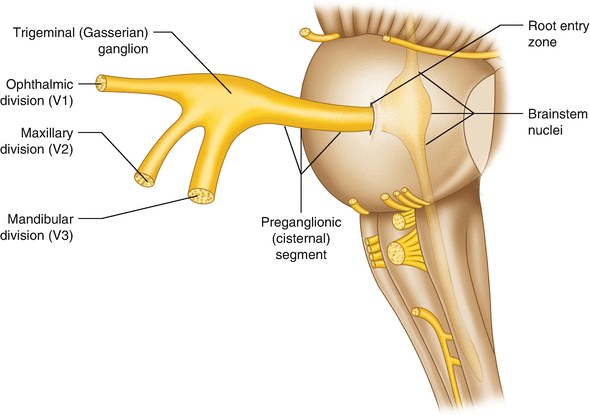 Trigeminal (Gasserian)
ganglion
Ophthalmic
division (V1)
Maxillary
division (V2)
Mandibular
division (V3)
Preganglionic
(cisternal)
segment
Root entry
zone
Brainstem
nuclei